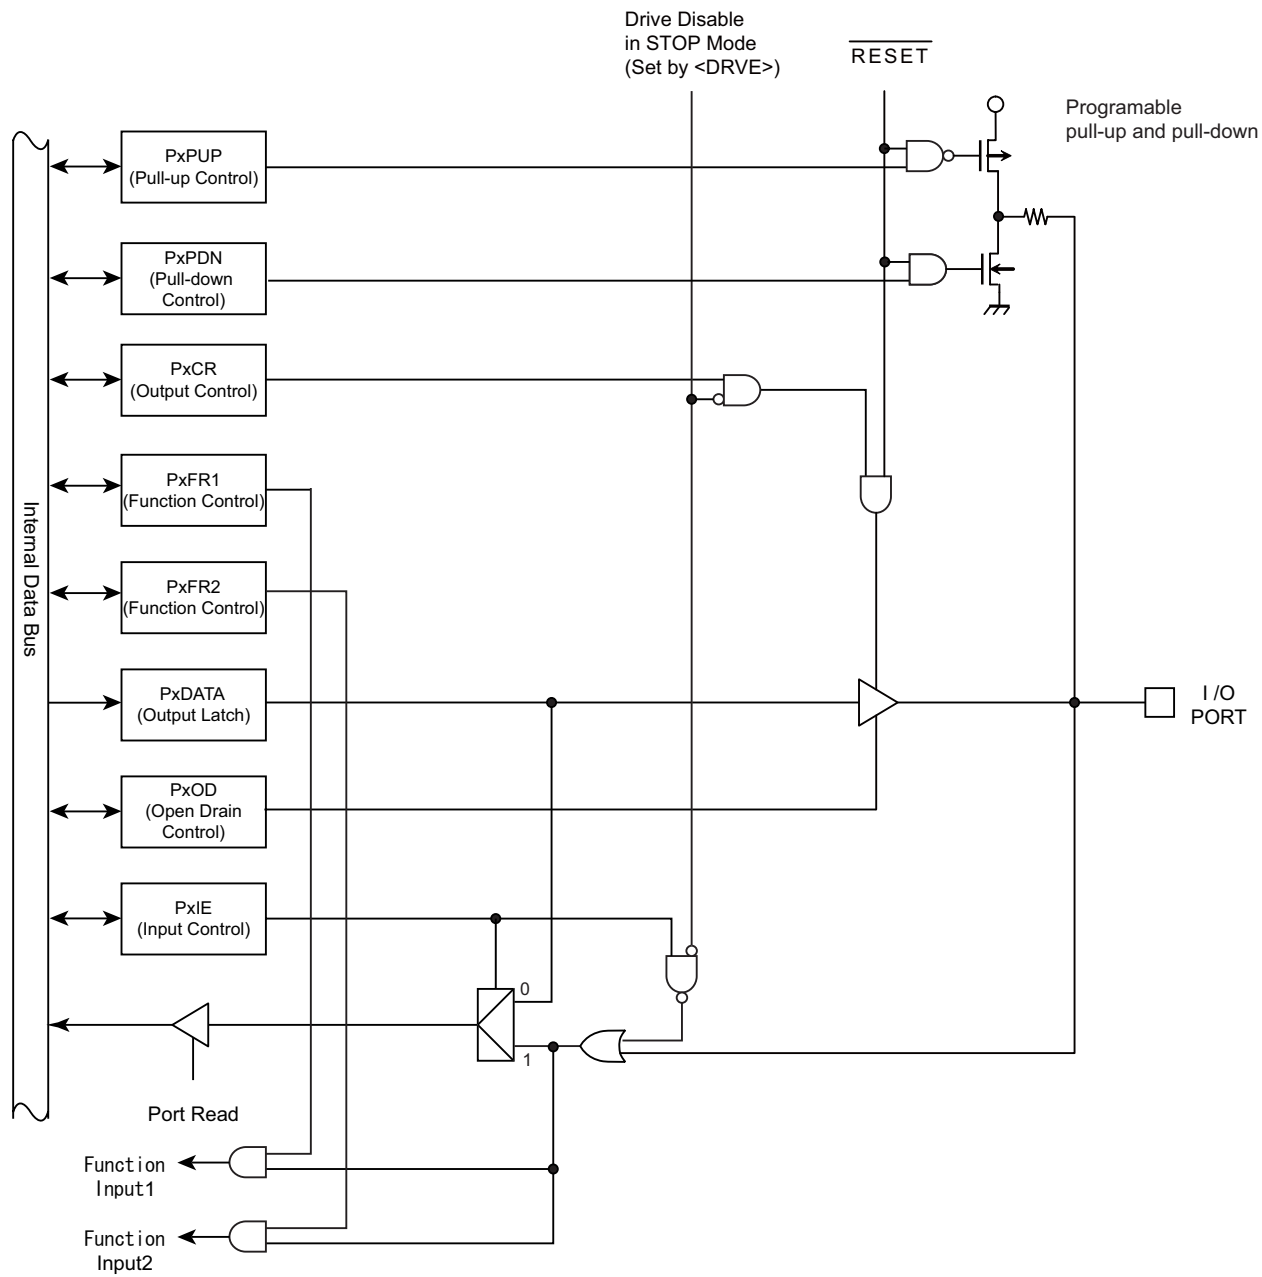 Drive Disable
in STOP Mode
(Set by <DRVE>)
RESET
Programable
pull-up and pull-down
PxPUP
(Pull-up Control)
PxPDN
(Pull-down
Control)
PxCR
(Output Control)
PxFR1
(Function Control)
Internal Data Bus
PxFR2
(Function Control)
PxDATA
(Output Latch)
I /O
PORT
PxOD
(Open Drain
Control)
PxIE
(Input Control)
0
1
Port Read
Function
Input1
Function
Input2